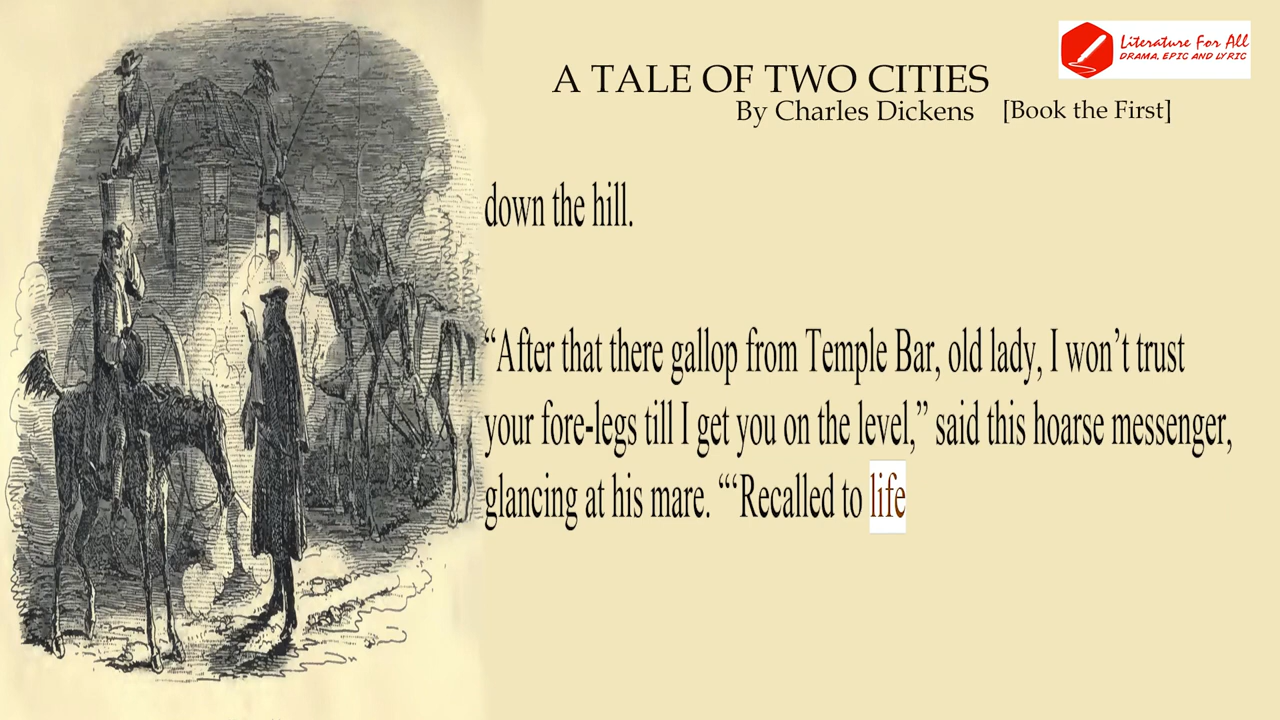 Literature For All
DRAMA, EPIC AND LYRIC
A TALE OF TWO CITIES
By Charles Dickens [Book the First]
down the hill.
“After that there gallop from Temple Bar, old lady, I won’t trust
your fore-legs till I get you on the level,” said this hoarse messenger,
glancing at his mare. “‘Recalled to life